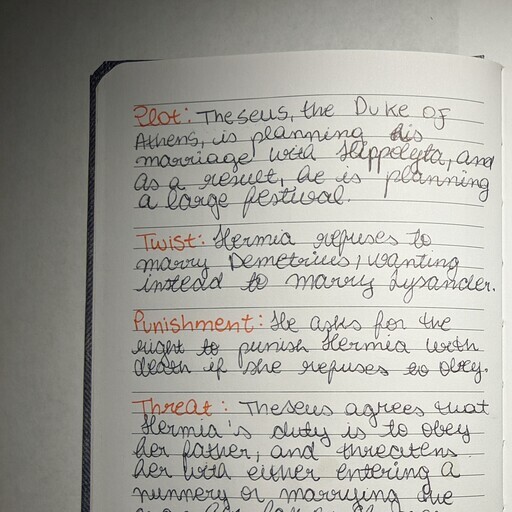 Plot: Theseus, the Duke of
Athens, is planning his
marriage with Hippolyta, and
as a result, he is planning
a large festival.
Twist: Hermia refuses to
marry Demetrius, wanting
instead to marry Lysander.
Punishment: He asks for the
right to punish Hermia with
death if she refuses to obey.
Threat: Theseus agrees that
Hermia's duty is to obey
her father, and threatens
her with either entering a
nunnery or, marrying the